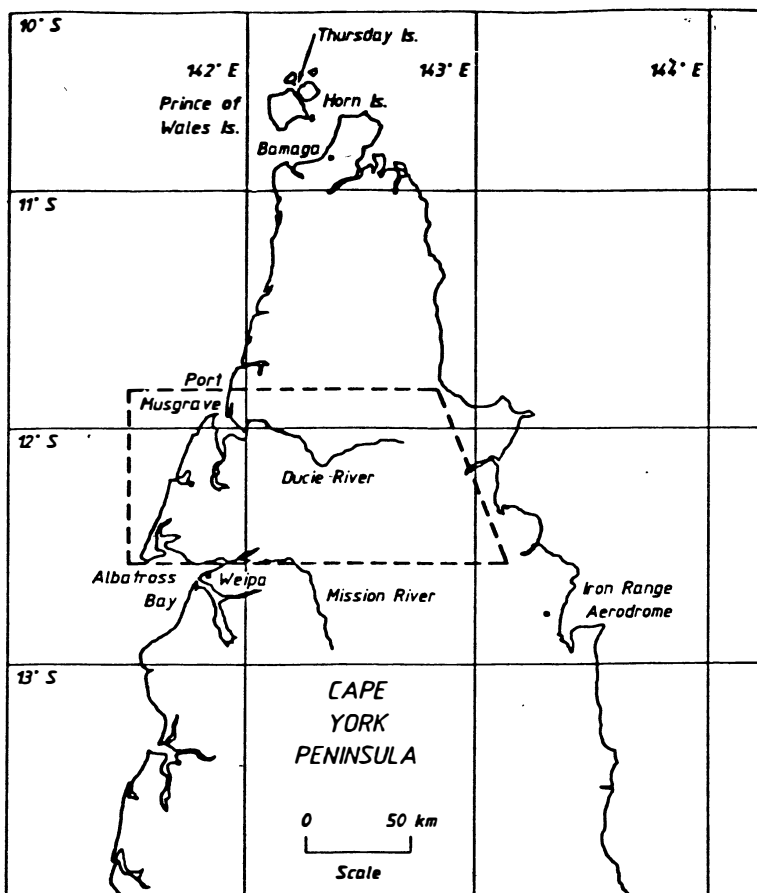 10° S
Thursday Is.
142° E
143° E
144° E
Prince of
Wales Is.
Horn Is.
Bamaga
11° S
Port
Musgrave
12° S
Ducie River
Albatross
Bay
Weipa
Mission River
Iron Range
Aerodrome
13° S
CAPE
YORK
PENINSULA
0 50 km
Scale